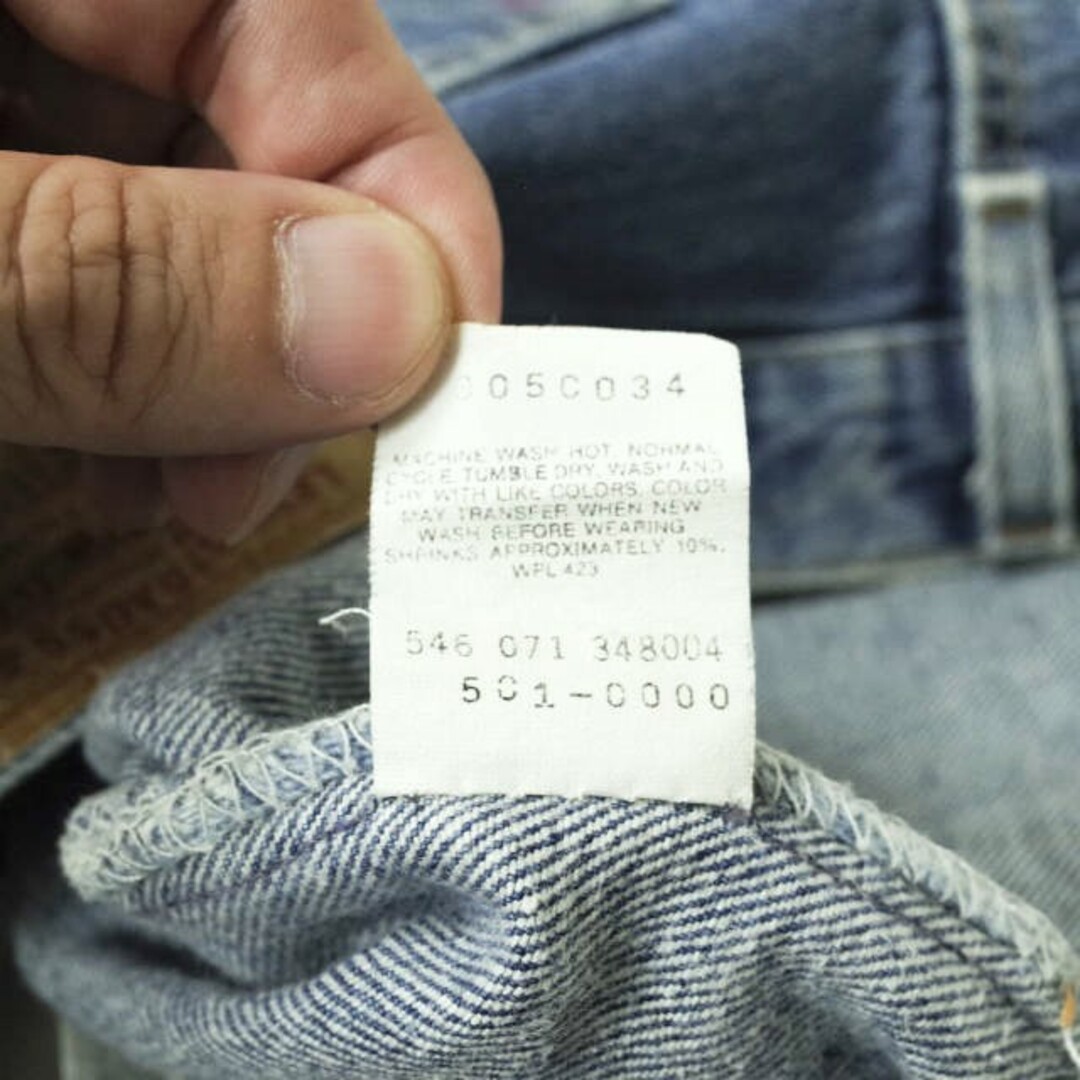 005C034
MACHINE WASH HOT, NORMAL
CYCLE TUMBLE DRY, WASH AND
DRY WITH LIKE COLORS. COLOR
MAY TRANSFER WHEN NEW
WASH BEFORE WEARING
SHRINKS APPROXIMATELY 10%.
WPL 423
546 071 348004
501-0000